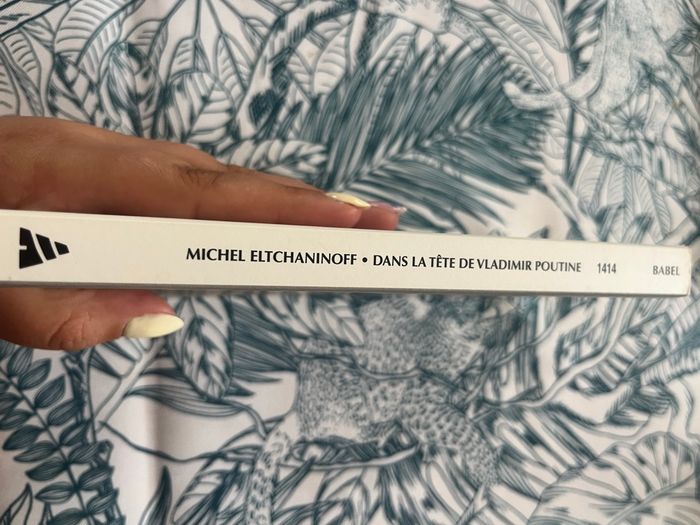 MICHEL ELTCHANINOFF • DANS LA TÊTE DE VLADIMIR POUTINE 1414 BABEL